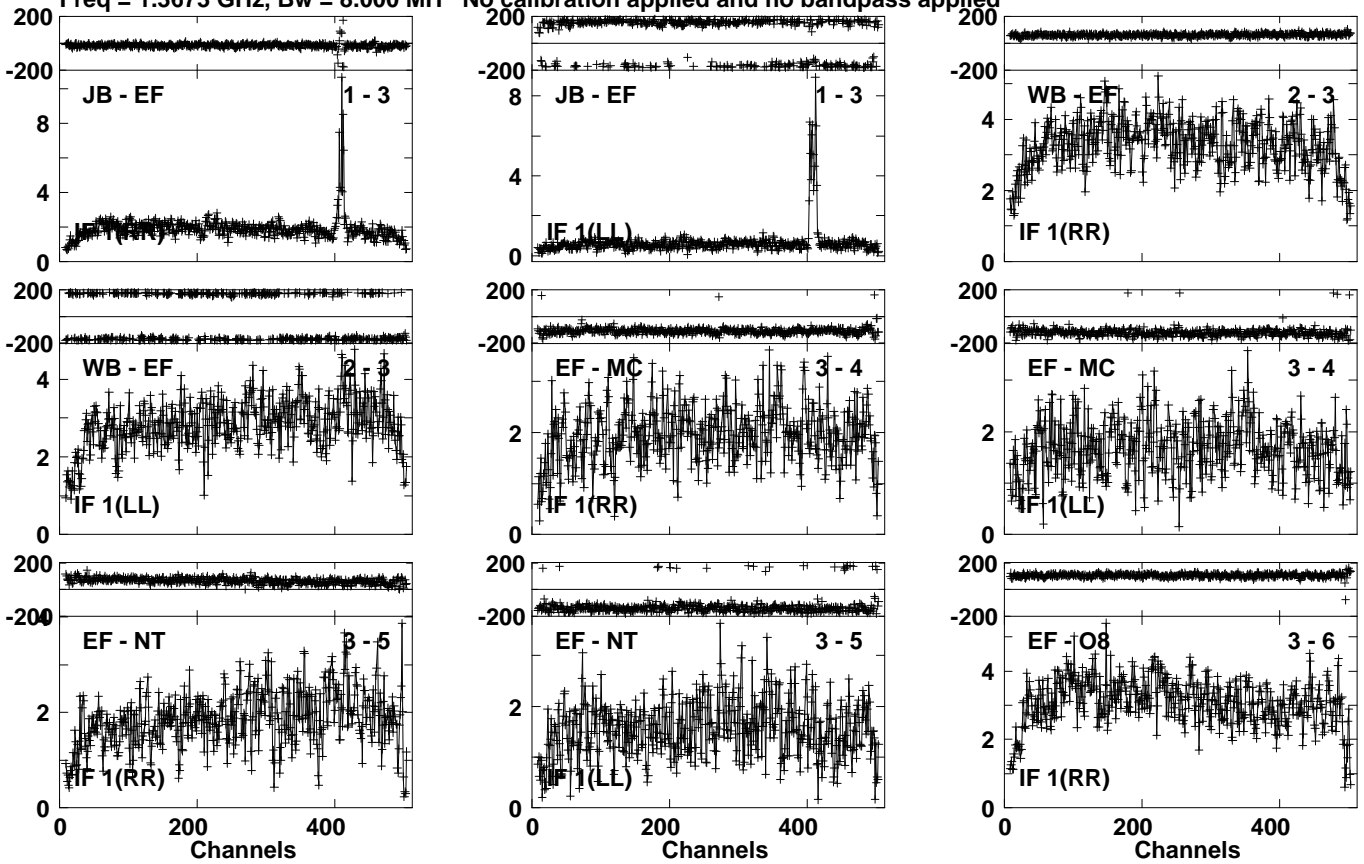 Freq = 1.5673 GHz, Bw = 8.000 MH No calibration applied and no bandpass applied
200 200 200
-200 -200 -200
JB - EF 1 - 3 JB - EF 1 - 3 WB - EF 2 - 3
8 8 4
4 4 2
IF 1(RR) IF 1(LL) IF 1(RR)
0 0 0
200 200 200
-200 -200 -200
WB - EF 2 - 3 EF - MC 3 - 4 EF - MC 3 - 4
4 2 2
2
IF 1(LL) IF 1(RR) IF 1(LL)
0 0 0
200 200 200
-200 -200 -200
4
EF - NT 3 - 5 EF - NT 3 - 5 EF - O8 3 - 6
2 2 4
2
IF 1(RR) IF 1(LL) IF 1(RR)
0 0 0
0 200 400 0 200 400 0 200 400
Channels Channels Channels